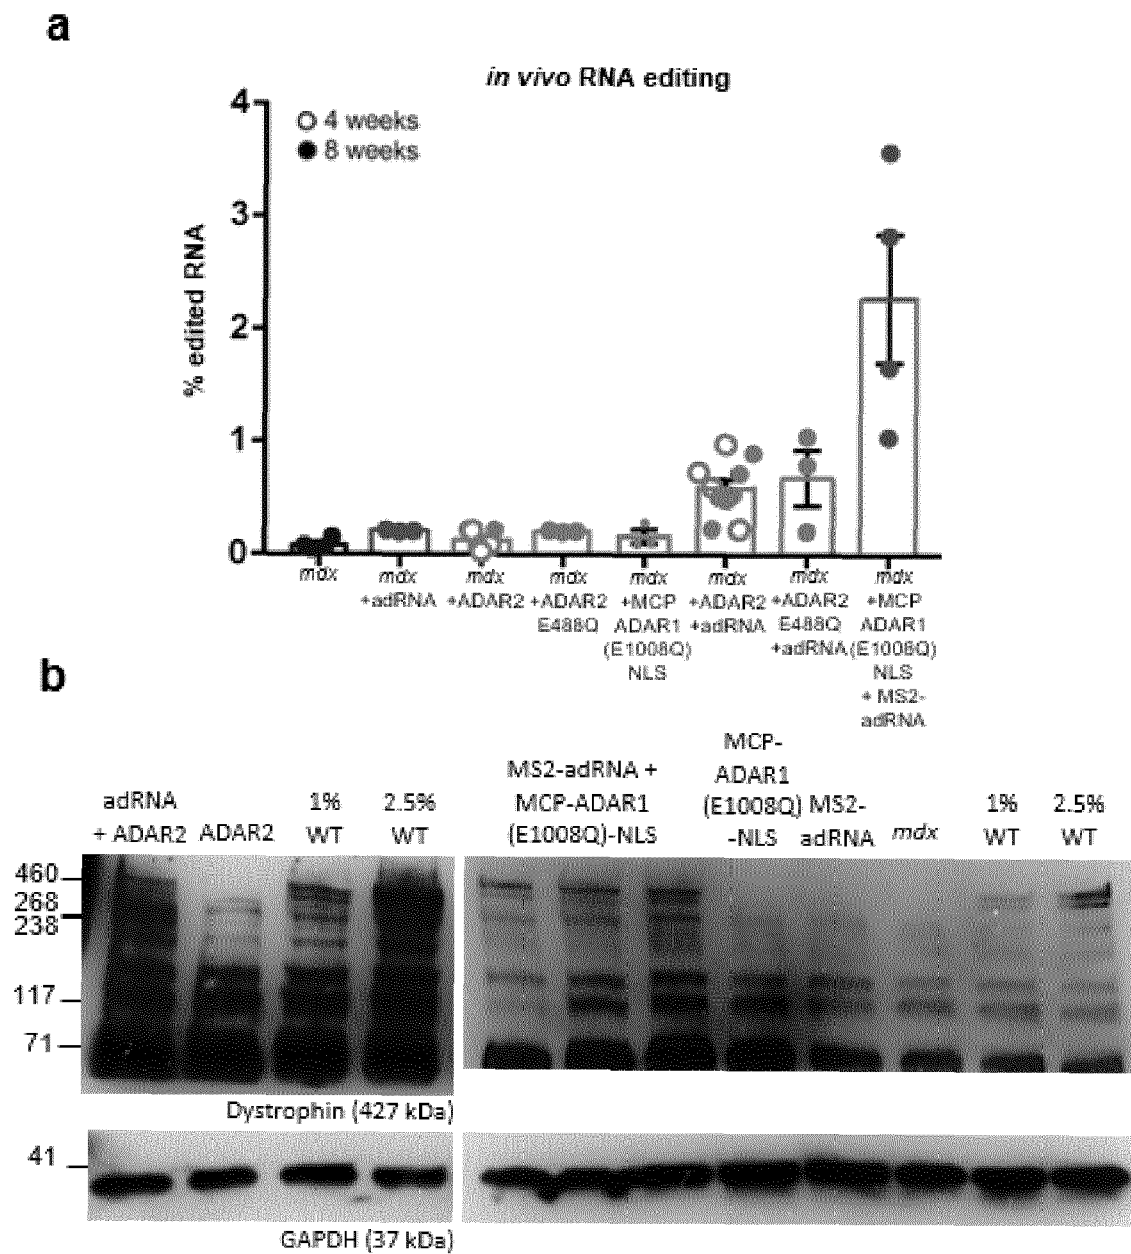 a
in vivo RNA editing
4 weeks
8 weeks
% edited RNA
4
3
2
1
0
mdx
mdx
+adRNA
mdx
+ADAR2
mdx
+ADAR2
E488Q
mdx
+MCP
ADAR1
(E1008Q)
NLS
mdx
+ADAR2
+adRNA
mdx
+ADAR2
E488Q
+adRNA
mdx
+MCP
ADAR1
(E1008Q)
NLS
+ MS2-
adRNA
b
adRNA
+ ADAR2
ADAR2
1%
WT
2.5%
WT
MS2-adRNA +
MCP-ADAR1
(E1008Q)-NLS
MCP-
ADAR1
(E1008Q)
-NLS
MS2-
adRNA
mdx
1%
WT
2.5%
WT
460
268
238
117
71
Dystrophin (427 kDa)
41
GAPDH (37 kDa)